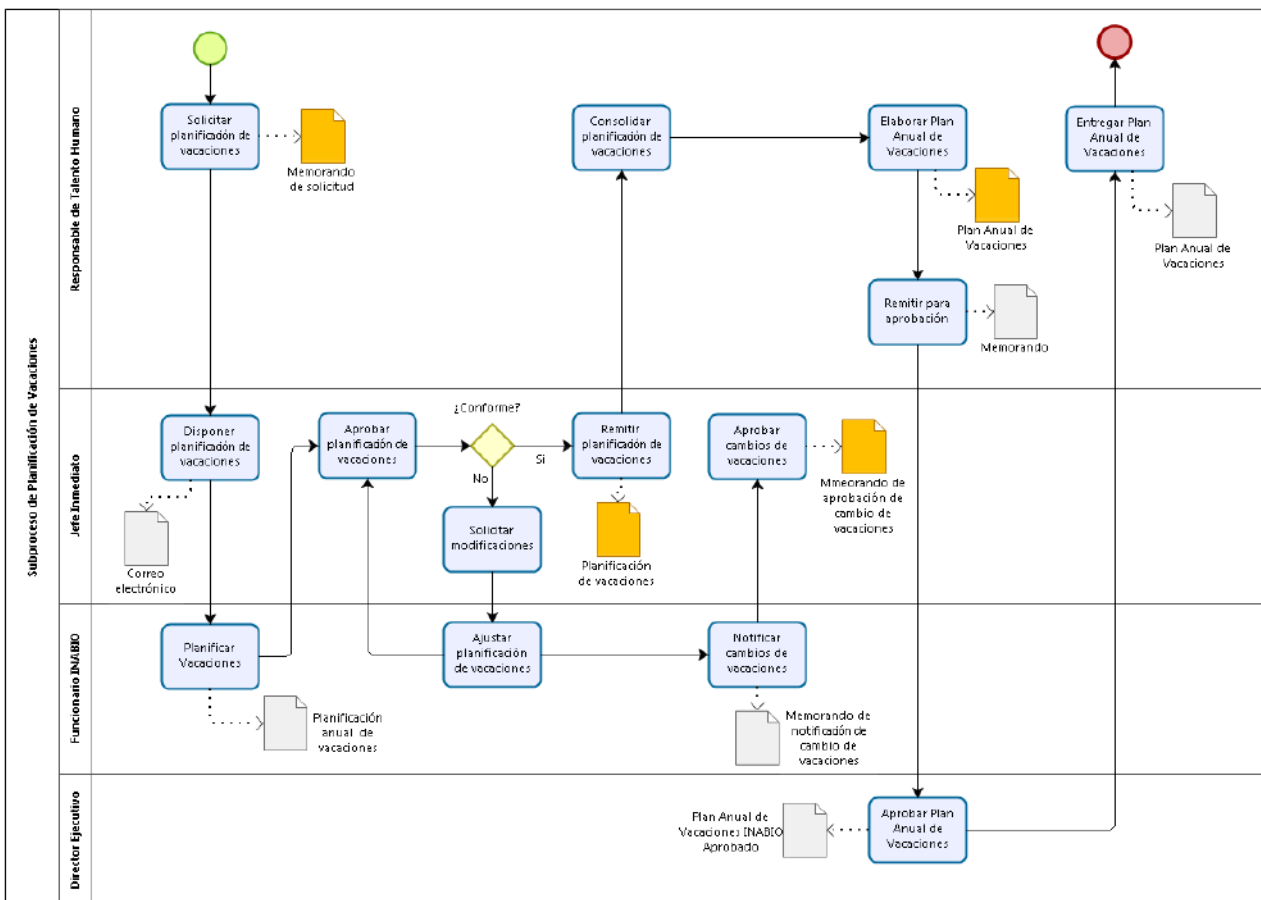 Subproceso de Planificación de Vacaciones
Responsable de Talento Humano
Solicitar
planificación de
vacaciones
Memorando
de solicitud
Consolidar
planificación de
vacaciones
Elaborar Plan
Anual de
Vacaciones
Plan Anual de
Vacaciones
Remitir para
aprobación
Memorando
Entregar Plan
Anual de
Vacaciones
Plan Anual de
Vacaciones
Jefe Inmediato
Disponer
planificación de
vacaciones
Correo
electrónico
Aprobar
planificación de
vacaciones
¿Conforme?
Si
No
Solicitar
modificaciones
Remitir
planificación de
vacaciones
Planificación
de vacaciones
Aprobar
cambios de
vacaciones
Mmeorando de
aprobación de
cambio de
vacaciones
Funcionario INABIO
Planificar
Vacaciones
Planificación
anual de
vacaciones
Ajustar
planificación
de vacaciones
Notificar
cambios de
vacaciones
Memorando de
notificación de
cambio de
vacaciones
Director Ejecutivo
Plan Anual de
Vacaciones INABIO
Aprobado
Aprobar Plan
Anual de
Vacaciones